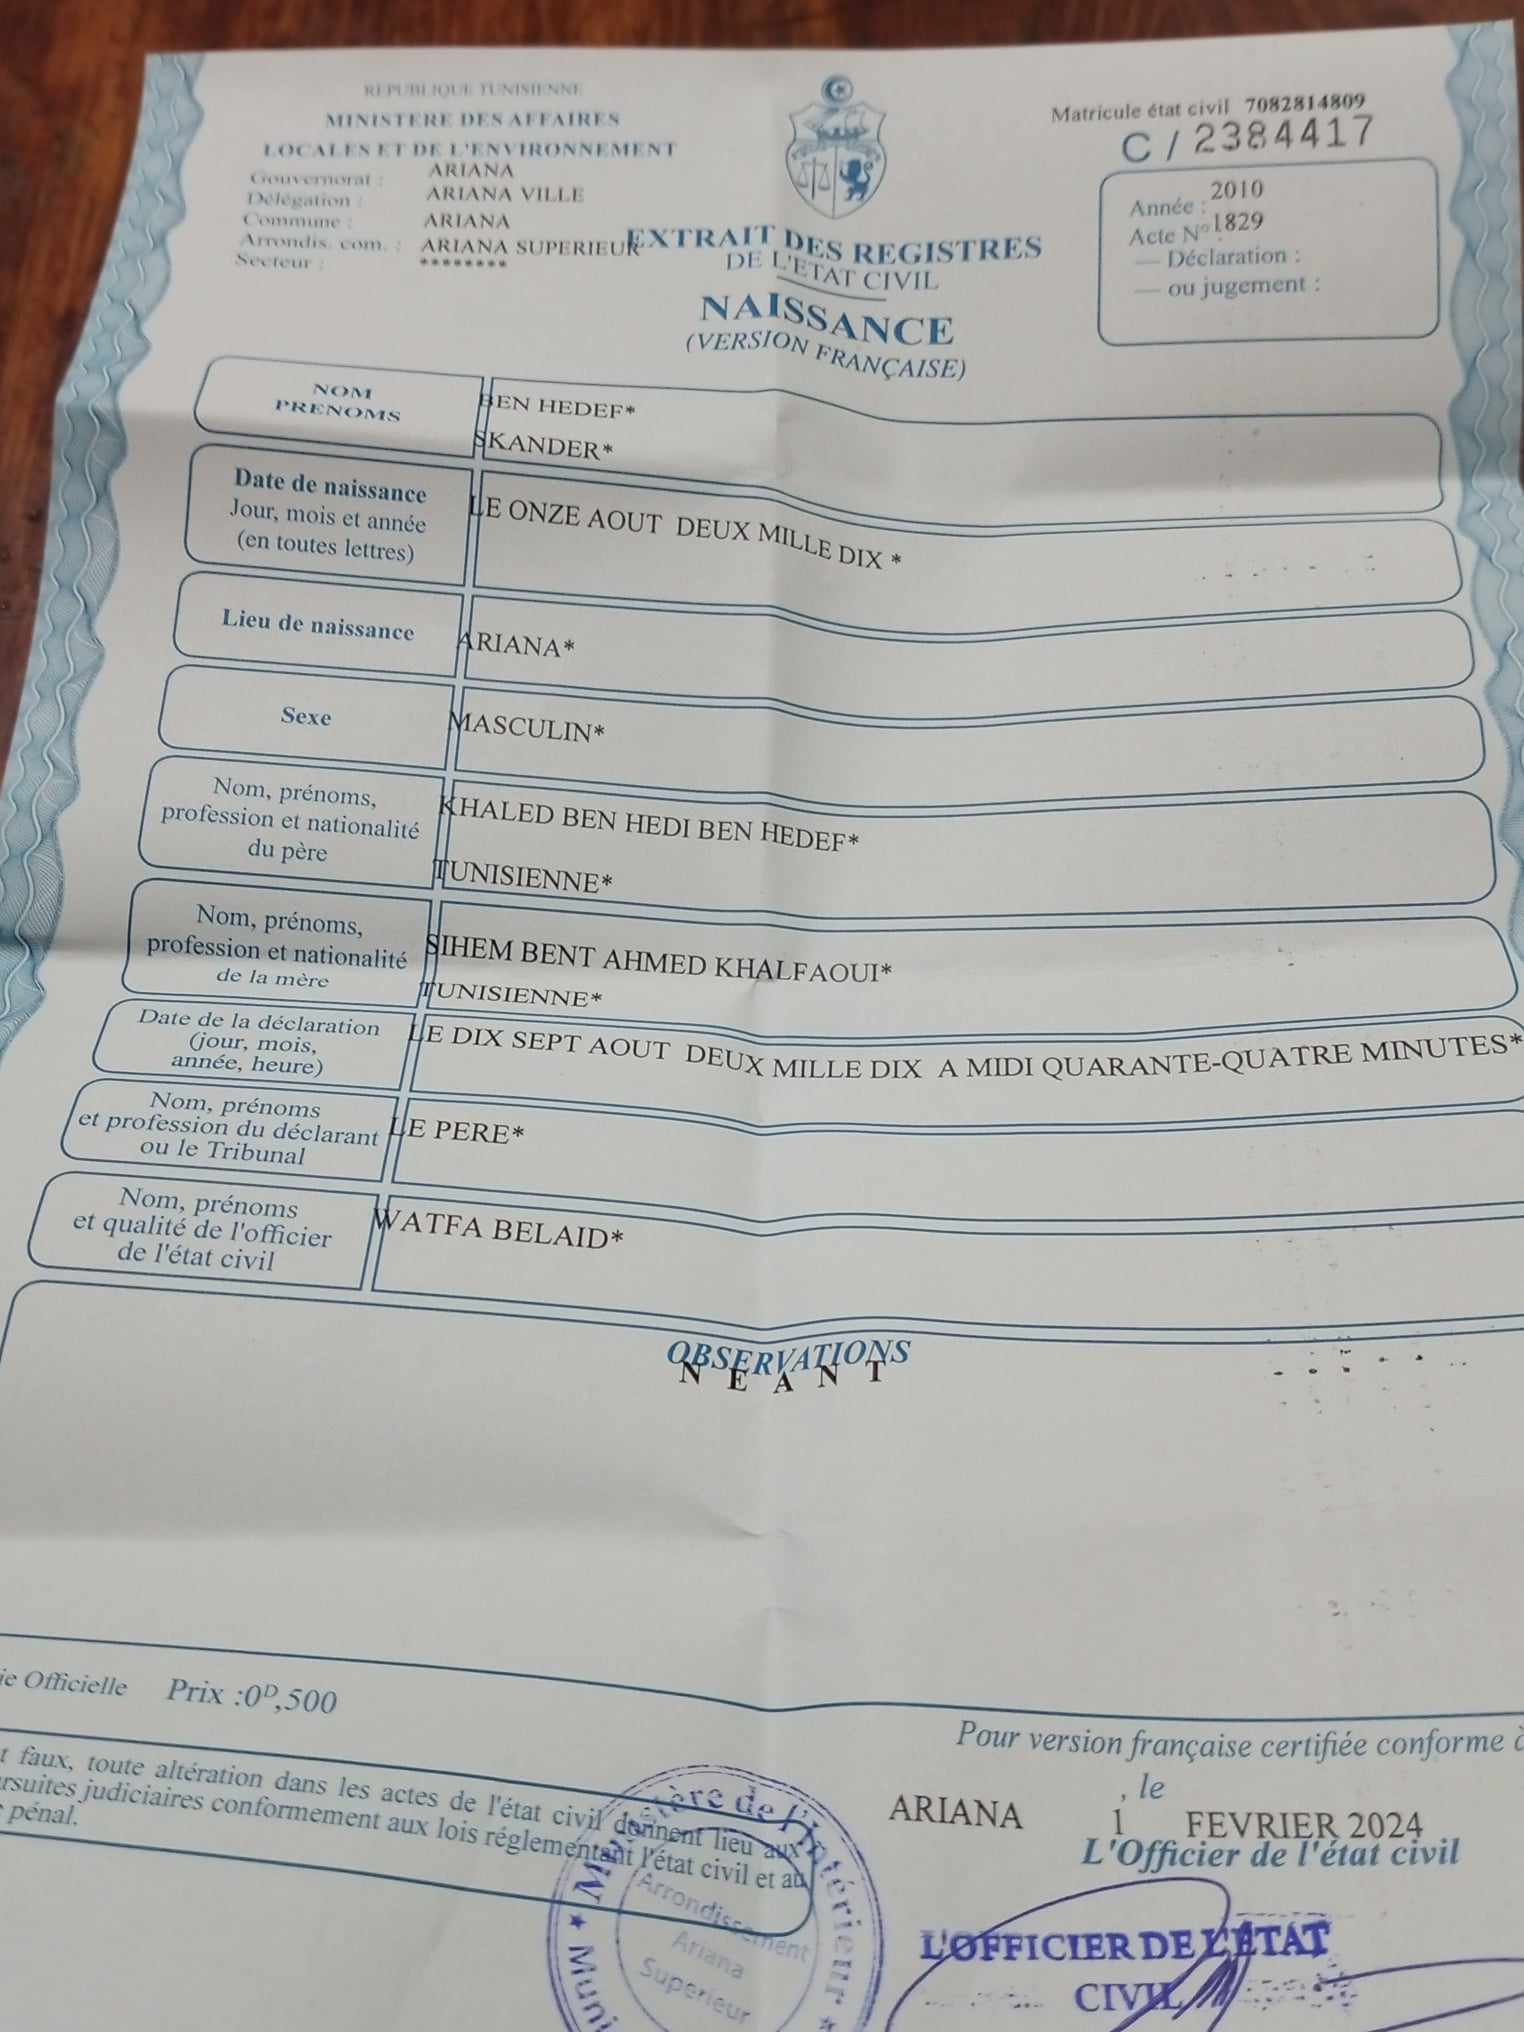 REPUBLIQUE TUNISIENNE
MINISTERE DES AFFAIRES
LOCALES ET DE L'ENVIRONNEMENT
Gouvernorat : ARIANA
Délégation : ARIANA VILLE
Commune : ARIANA
Arrondis. com. : ARIANA SUPERIEUR
Secteur : ********
Matricule état civil 7082814809
C / 2384417
Année : 2010
Acte N° : 1829
— Déclaration :
— ou jugement :
EXTRAIT DES REGISTRES
DE L'ETAT CIVIL
NAISSANCE
(VERSION FRANÇAISE)
NOM BEN HEDEF*
PRENOMS SKANDER*
Date de naissance
Jour, mois et année
(en toutes lettres)
LE ONZE AOUT DEUX MILLE DIX *
Lieu de naissance ARIANA*
Sexe MASCULIN*
Nom, prénoms,
profession et nationalité
du père
KHALED BEN HEDI BEN HEDEF*
TUNISIENNE*
Nom, prénoms,
profession et nationalité
de la mère
SIHEM BENT AHMED KHALFAOUI*
TUNISIENNE*
Date de la déclaration
(jour, mois,
année, heure)
LE DIX SEPT AOUT DEUX MILLE DIX A MIDI QUARANTE-QUATRE MINUTES*
Nom, prénoms
et profession du déclarant
ou le Tribunal
LE PERE*
Nom, prénoms
et qualité de l'officier
de l'état civil
WATFA BELAID*
OBSERVATIONS
N E A N T
ie Officielle Prix :0D,500
t faux, toute altération dans les actes de l'état civil donnent lieu aux
rsuites judiciaires conformement aux lois réglementant l'état civil et au
pénal.
Pour version française certifiée conforme à
ARIANA , le 1 FEVRIER 2024
L'Officier de l'état civil
L'OFFICIER DE L'ÉTAT
CIVIL
Ministère de l'Intérieur
Muni
Arrondissement
Ariana
Superieur